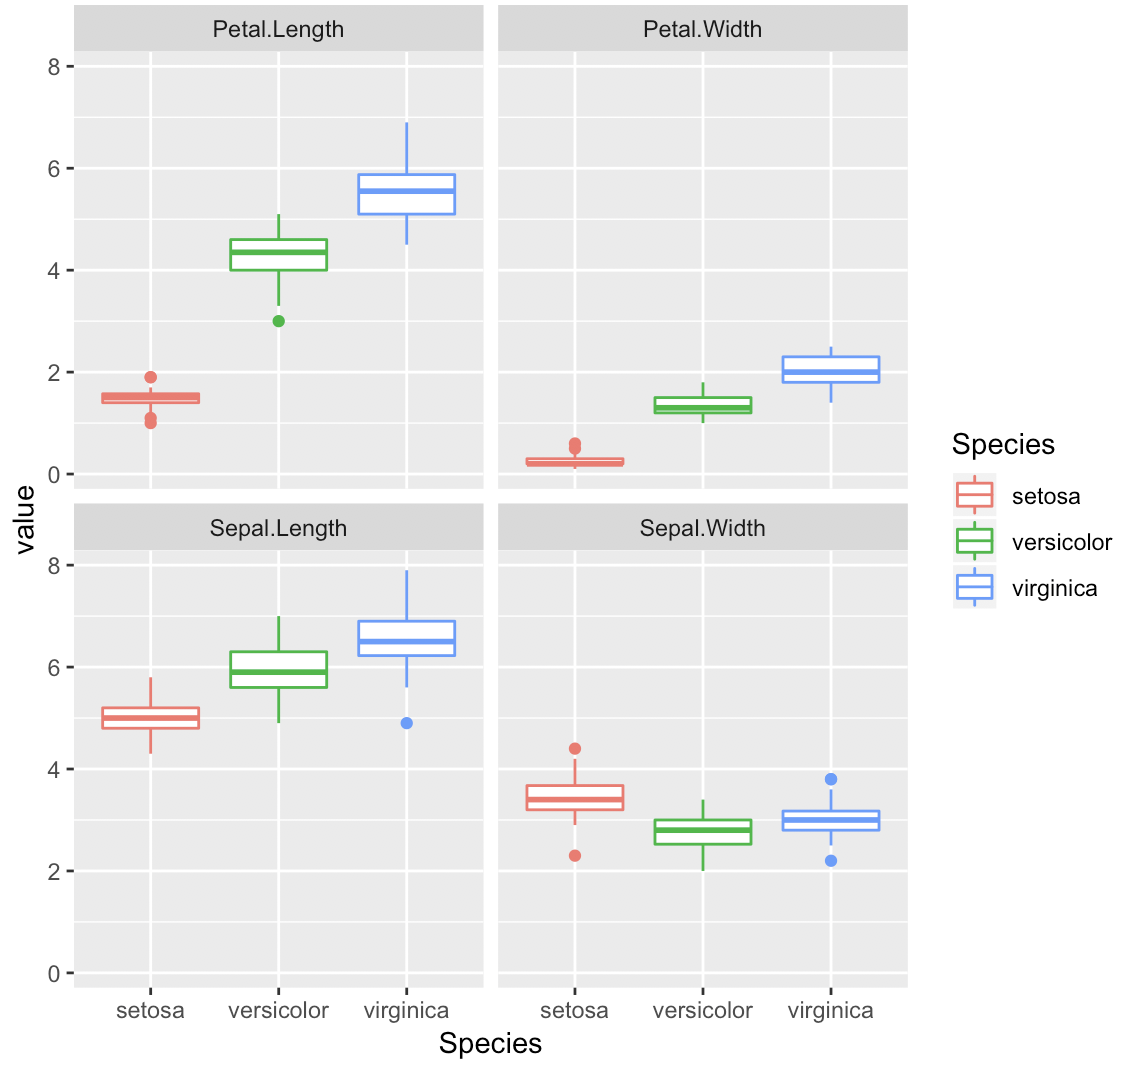 Petal.Length
Petal.Width
8
6
4
2
0
Sepal.Length
Sepal.Width
8
6
4
2
0
value
setosa
versicolor
virginica
setosa
versicolor
virginica
Species
Species
setosa
versicolor
virginica